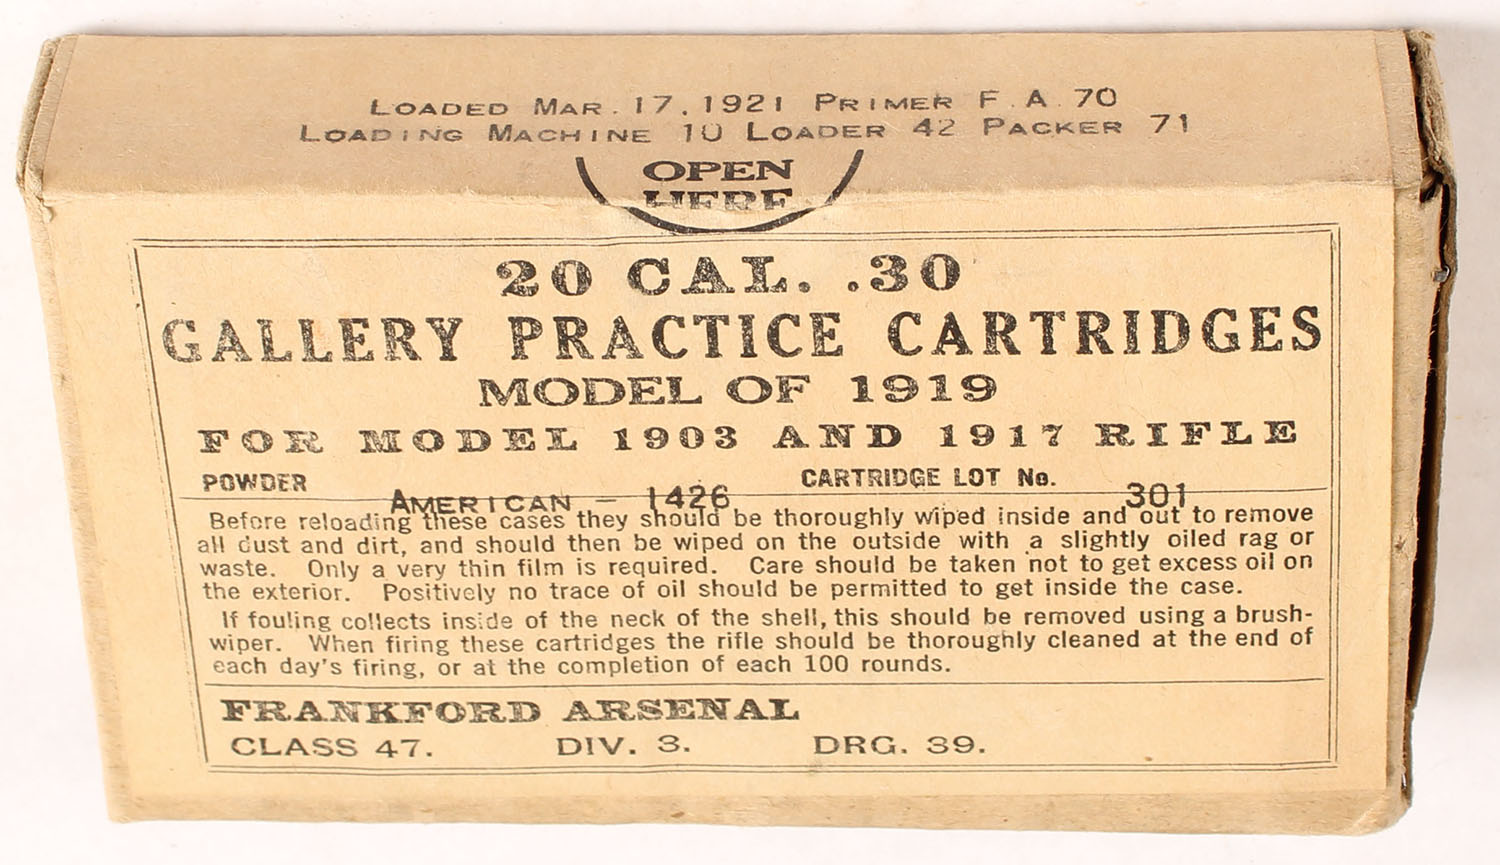 LOADED MAR. 17, 1921 PRIMER F. A. 70
LOADING MACHINE 10 LOADER 42 PACKER 71
OPEN
HERE
20 CAL. .30
GALLERY PRACTICE CARTRIDGES
MODEL OF 1919
FOR MODEL 1903 AND 1917 RIFLE
POWDER CARTRIDGE LOT No.
AMERICAN - 1426 301
Before reloading these cases they should be thoroughly wiped inside and out to remove
all dust and dirt, and should then be wiped on the outside with a slightly oiled rag or
waste. Only a very thin film is required. Care should be taken not to get excess oil on
the exterior. Positively no trace of oil should be permitted to get inside the case.
If fouling collects inside of the neck of the shell, this should be removed using a brush-
wiper. When firing these cartridges the rifle should be thoroughly cleaned at the end of
each day's firing, or at the completion of each 100 rounds.
FRANKFORD ARSENAL
CLASS 47. DIV. 3. DRG. 39.